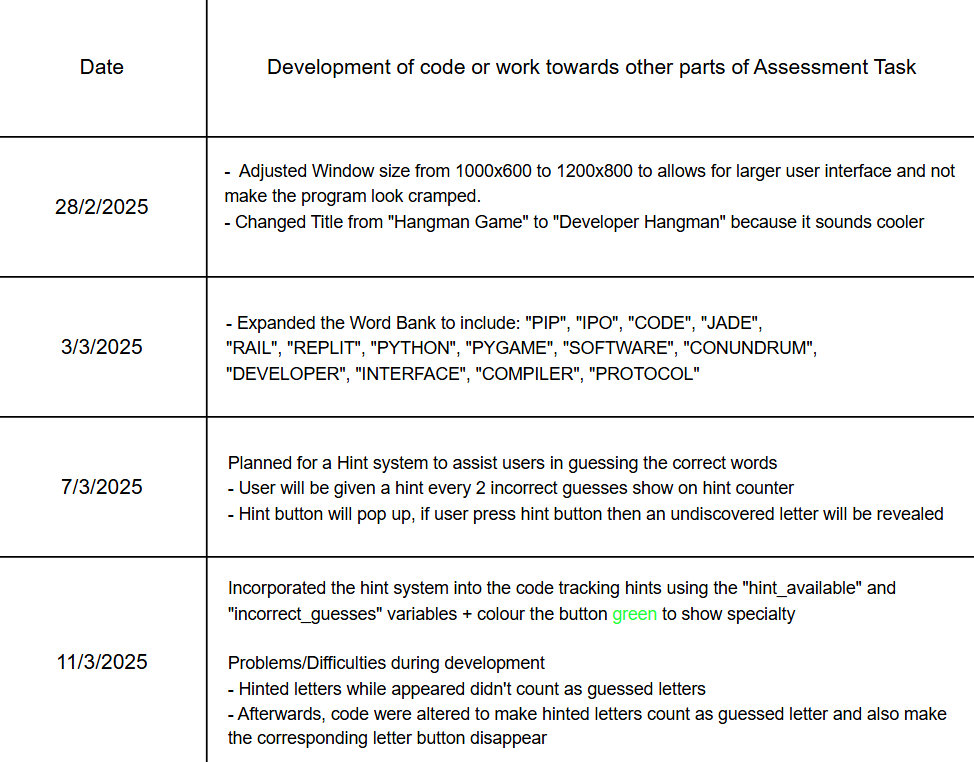 Date
Development of code or work towards other parts of Assessment Task
28/2/2025
- Adjusted Window size from 1000x600 to 1200x800 to allows for larger user interface and not
make the program look cramped.
- Changed Title from "Hangman Game" to "Developer Hangman" because it sounds cooler
3/3/2025
- Expanded the Word Bank to include: "PIP", "IPO", "CODE", "JADE",
"RAIL", "REPLIT", "PYTHON", "PYGAME", "SOFTWARE", "CONUNDRUM",
"DEVELOPER", "INTERFACE", "COMPILER", "PROTOCOL"
7/3/2025
Planned for a Hint system to assist users in guessing the correct words
- User will be given a hint every 2 incorrect guesses show on hint counter
- Hint button will pop up, if user press hint button then an undiscovered letter will be revealed
11/3/2025
Incorporated the hint system into the code tracking hints using the "hint_available" and
"incorrect_guesses" variables + colour the button green to show specialty
Problems/Difficulties during development
- Hinted letters while appeared didn't count as guessed letters
- Afterwards, code were altered to make hinted letters count as guessed letter and also make
the corresponding letter button disappear